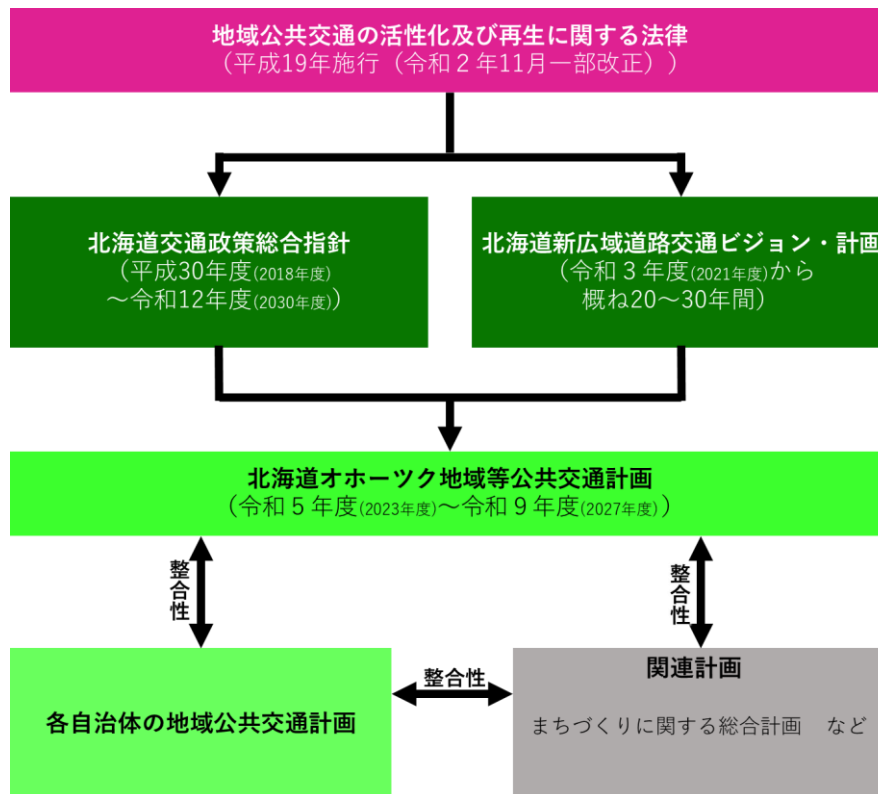 地域公共交通の活性化及び再生に関する法律
（平成19年施行（令和２年11月一部改正））
北海道交通政策総合指針
（平成30年度(2018年度)
～令和12年度(2030年度)）
北海道新広域道路交通ビジョン・計画
（令和３年度(2021年度)から
概ね20～30年間）
北海道オホーツク地域等公共交通計画
（令和５年度(2023年度)～令和９年度(2027年度)）
整合性
整合性
各自治体の地域公共交通計画
整合性
関連計画
まちづくりに関する総合計画　など